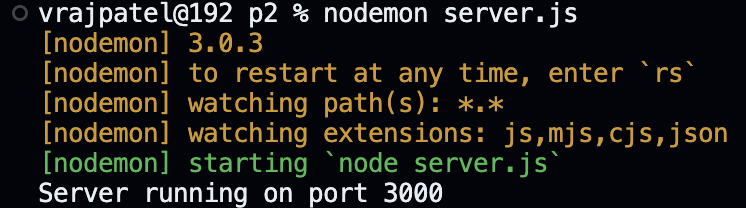 vrajpatel@192 p2 % nodemon server.js
[nodemon] 3.0.3
[nodemon] to restart at any time, enter `rs`
[nodemon] watching path(s): *.*
[nodemon] watching extensions: js,mjs,cjs,json
[nodemon] starting `node server.js`
Server running on port 3000